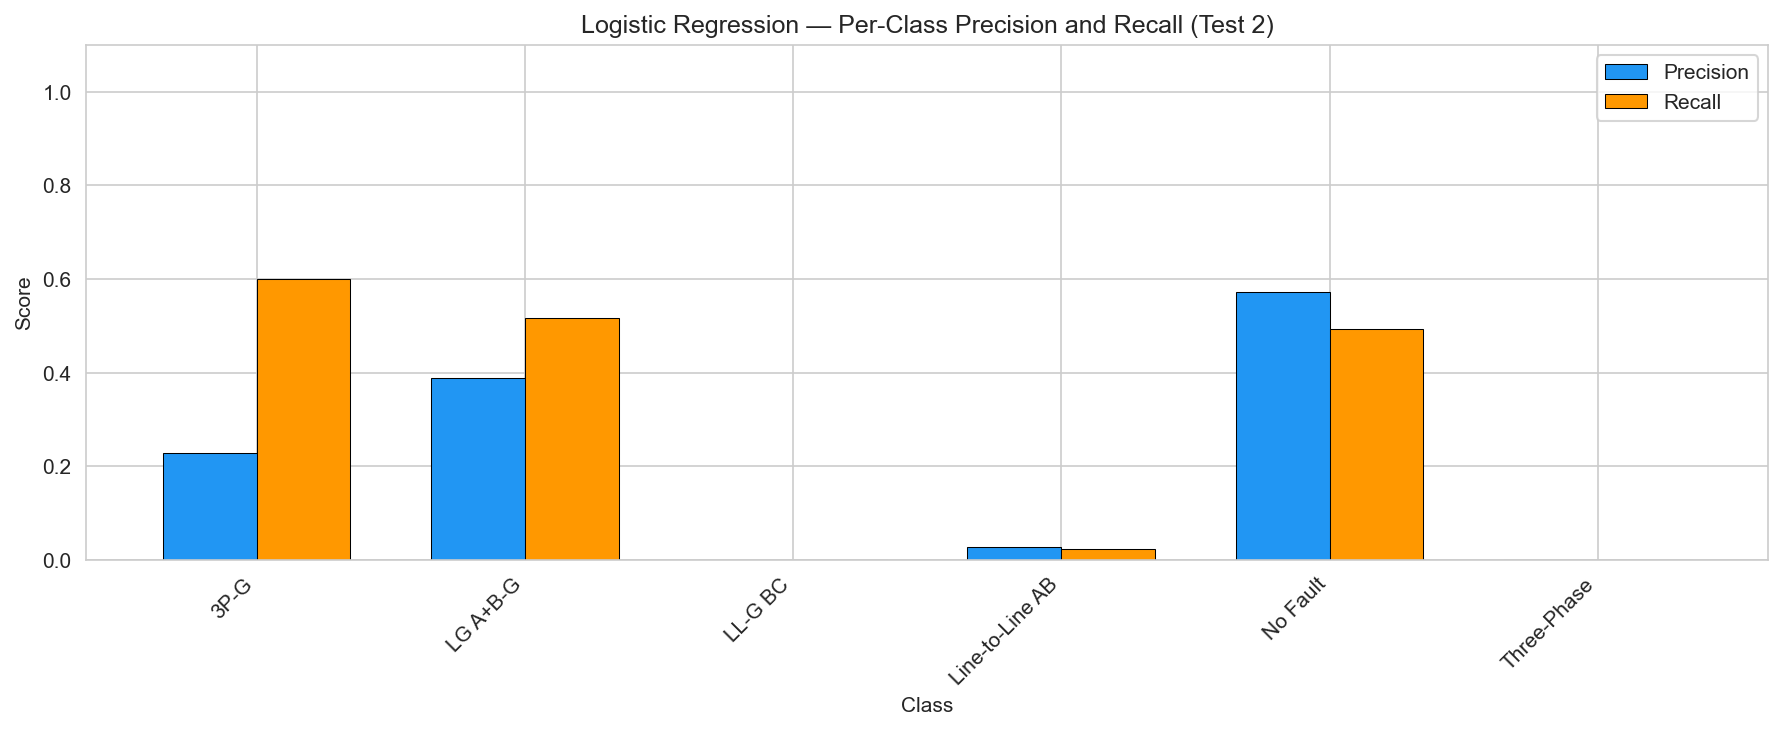 Logistic Regression — Per-Class Precision and Recall (Test 2)
Precision
Recall
Score
1.0
0.8
0.6
0.4
0.2
0.0
3P-G
LG A+B-G
LL-G BC
Line-to-Line AB
No Fault
Three-Phase
Class